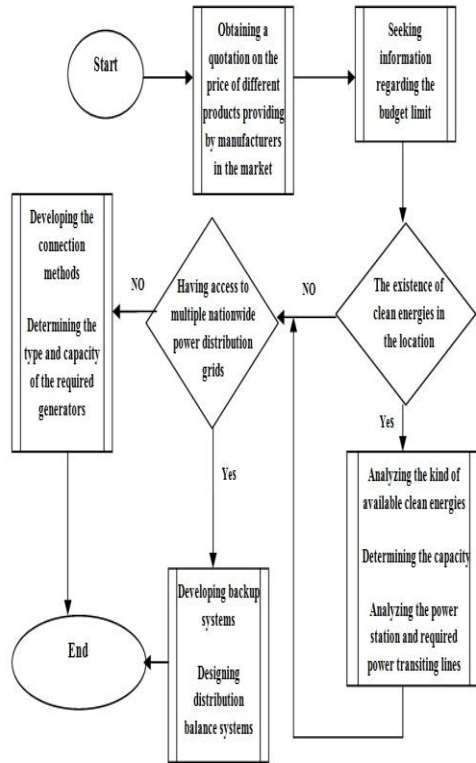 Start
Obtaining a
quotation on the
price of different
products providing
by manufacturers
in the market
Seeking
information
regarding the
budget limit
The existence of
clean energies in
the location
NO
Yes
Having access to
multiple nationwide
power distribution
grids
NO
Yes
Developing the
connection
methods
Determining the
type and capacity
of the required
generators
Analyzing the kind of
available clean energies
Determining the capacity
Analyzing the power
station and required
power transiting lines
Developing backup
systems
Designing
distribution
balance systems
End